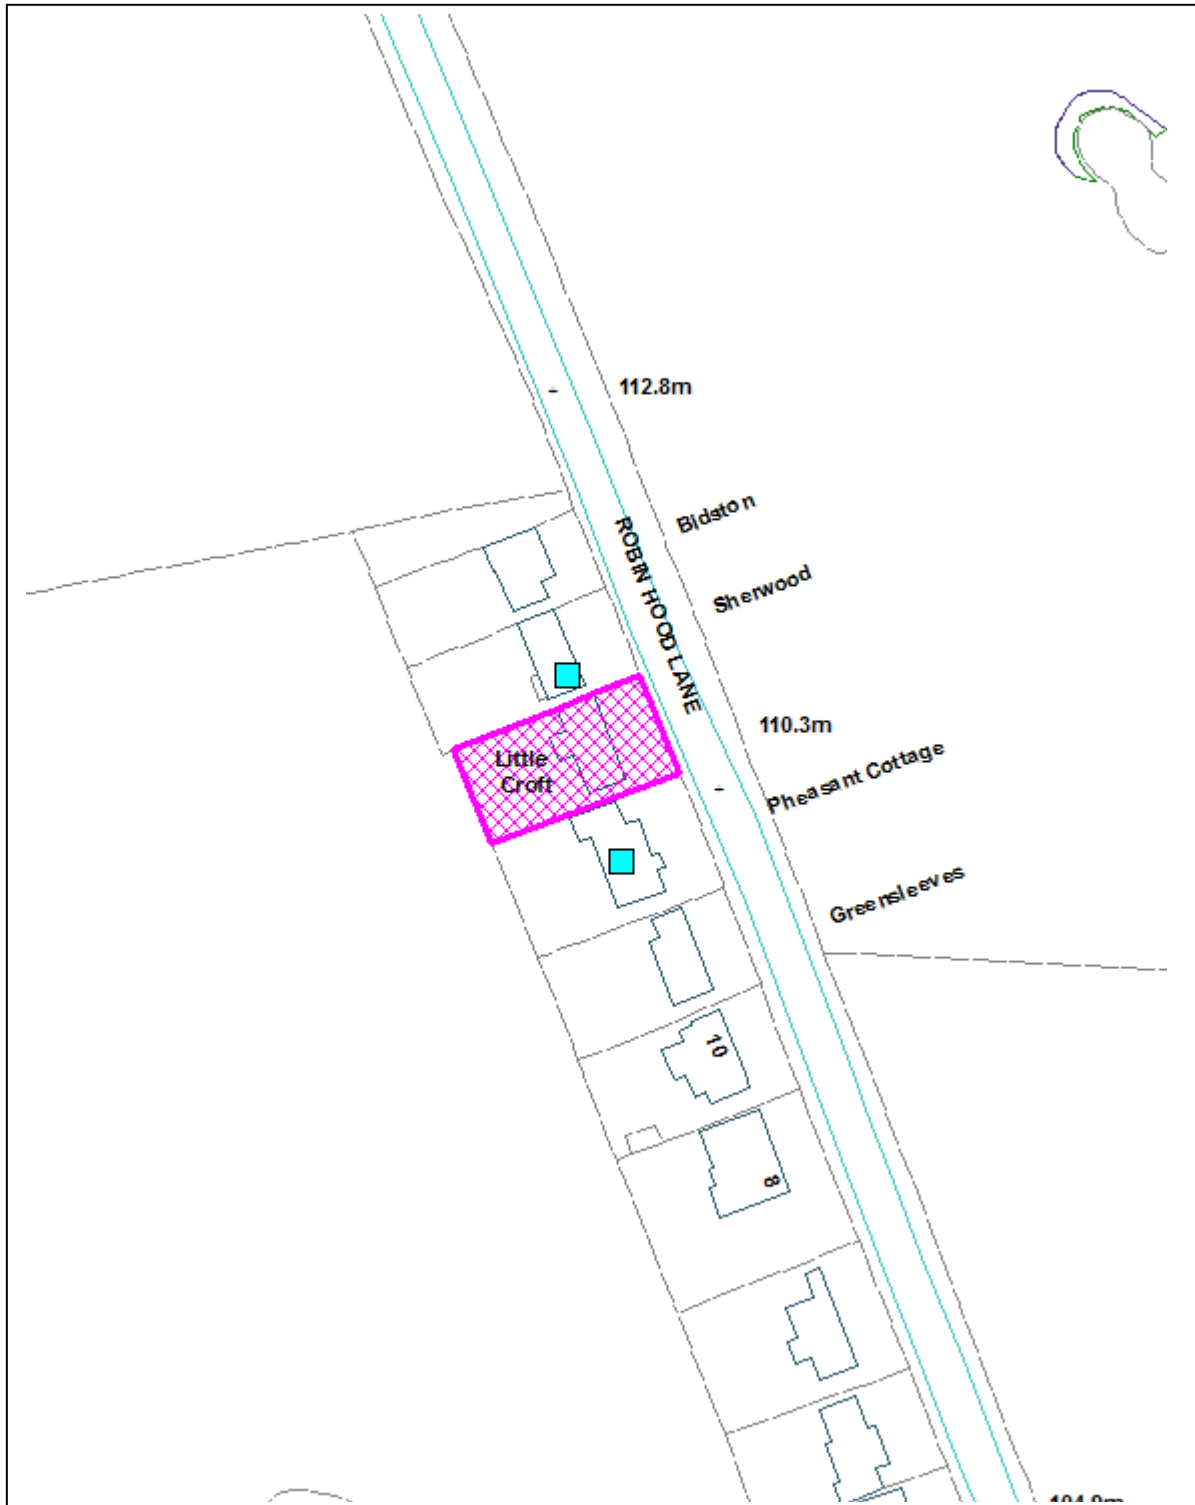 112.8m
Bidston
ROBIN HOOD LANE
Sherwood
110.3m
Little
Croft
Pheasant Cottage
Greensleeves
10
8